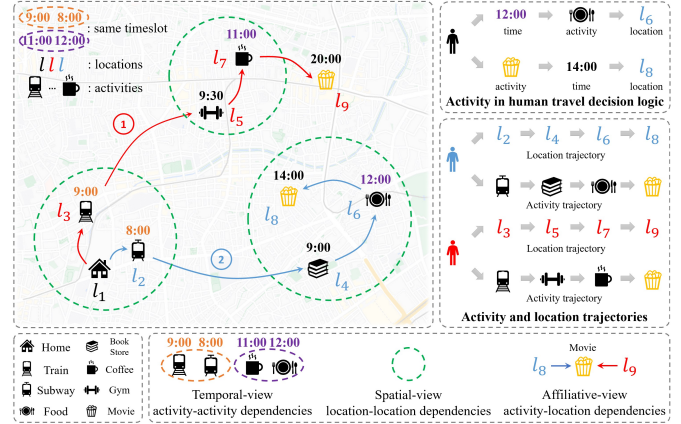 9:00 8:00 : same timeslot
11:00 12:00
l l l : locations
... : activities
11:00
l7
20:00
l9
9:30
l5
1
9:00
l3
8:00
l2
l1
2
14:00
l8
12:00
l6
9:00
l4
12:00
time
activity
l6
location
activity
14:00
time
l8
location
Activity in human travel decision logic
l2 l4 l6 l8
Location trajectory
Activity trajectory
l3 l5 l7 l9
Location trajectory
Activity trajectory
Activity and location trajectories
Home
Book
Store
Train
Coffee
Subway
Gym
Food
Movie
9:00 8:00 11:00 12:00
Temporal-view
activity-activity dependencies
Spatial-view
location-location dependencies
Movie
l8 l9
Affiliative-view
activity-location dependencies